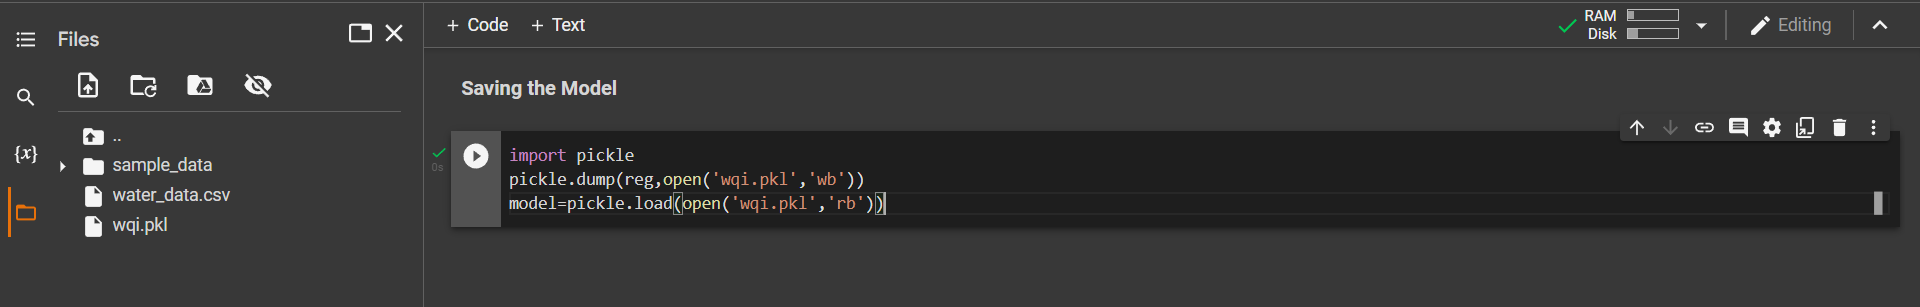 Files
{x}
..
sample_data
water_data.csv
wqi.pkl
+ Code + Text
RAM
Disk
Editing
Saving the Model
0s
import pickle
pickle.dump(reg,open('wqi.pkl','wb'))
model=pickle.load(open('wqi.pkl','rb'))